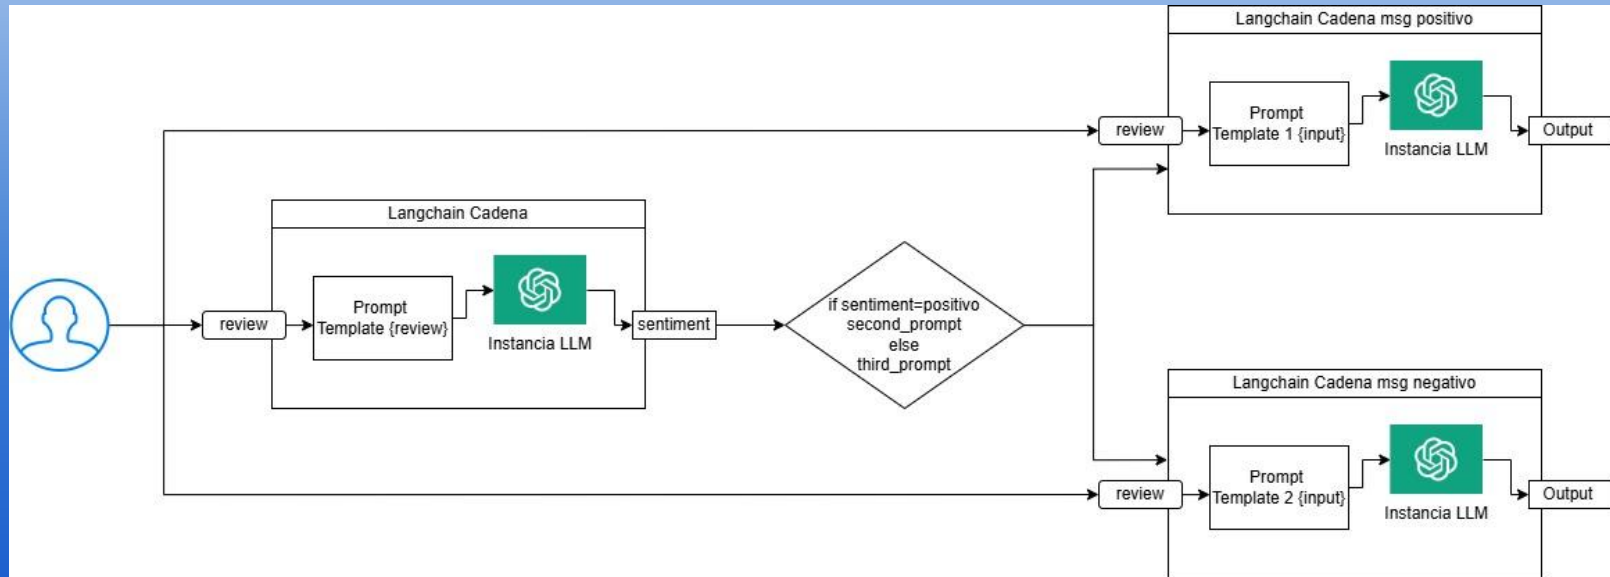 Langchain Cadena msg positivo
review
Prompt
Template 1 {input}
Instancia LLM
Output
Langchain Cadena
review
Prompt
Template {review}
Instancia LLM
sentiment
if sentiment=positivo
second_prompt
else
third_prompt
Langchain Cadena msg negativo
review
Prompt
Template 2 {input}
Instancia LLM
Output